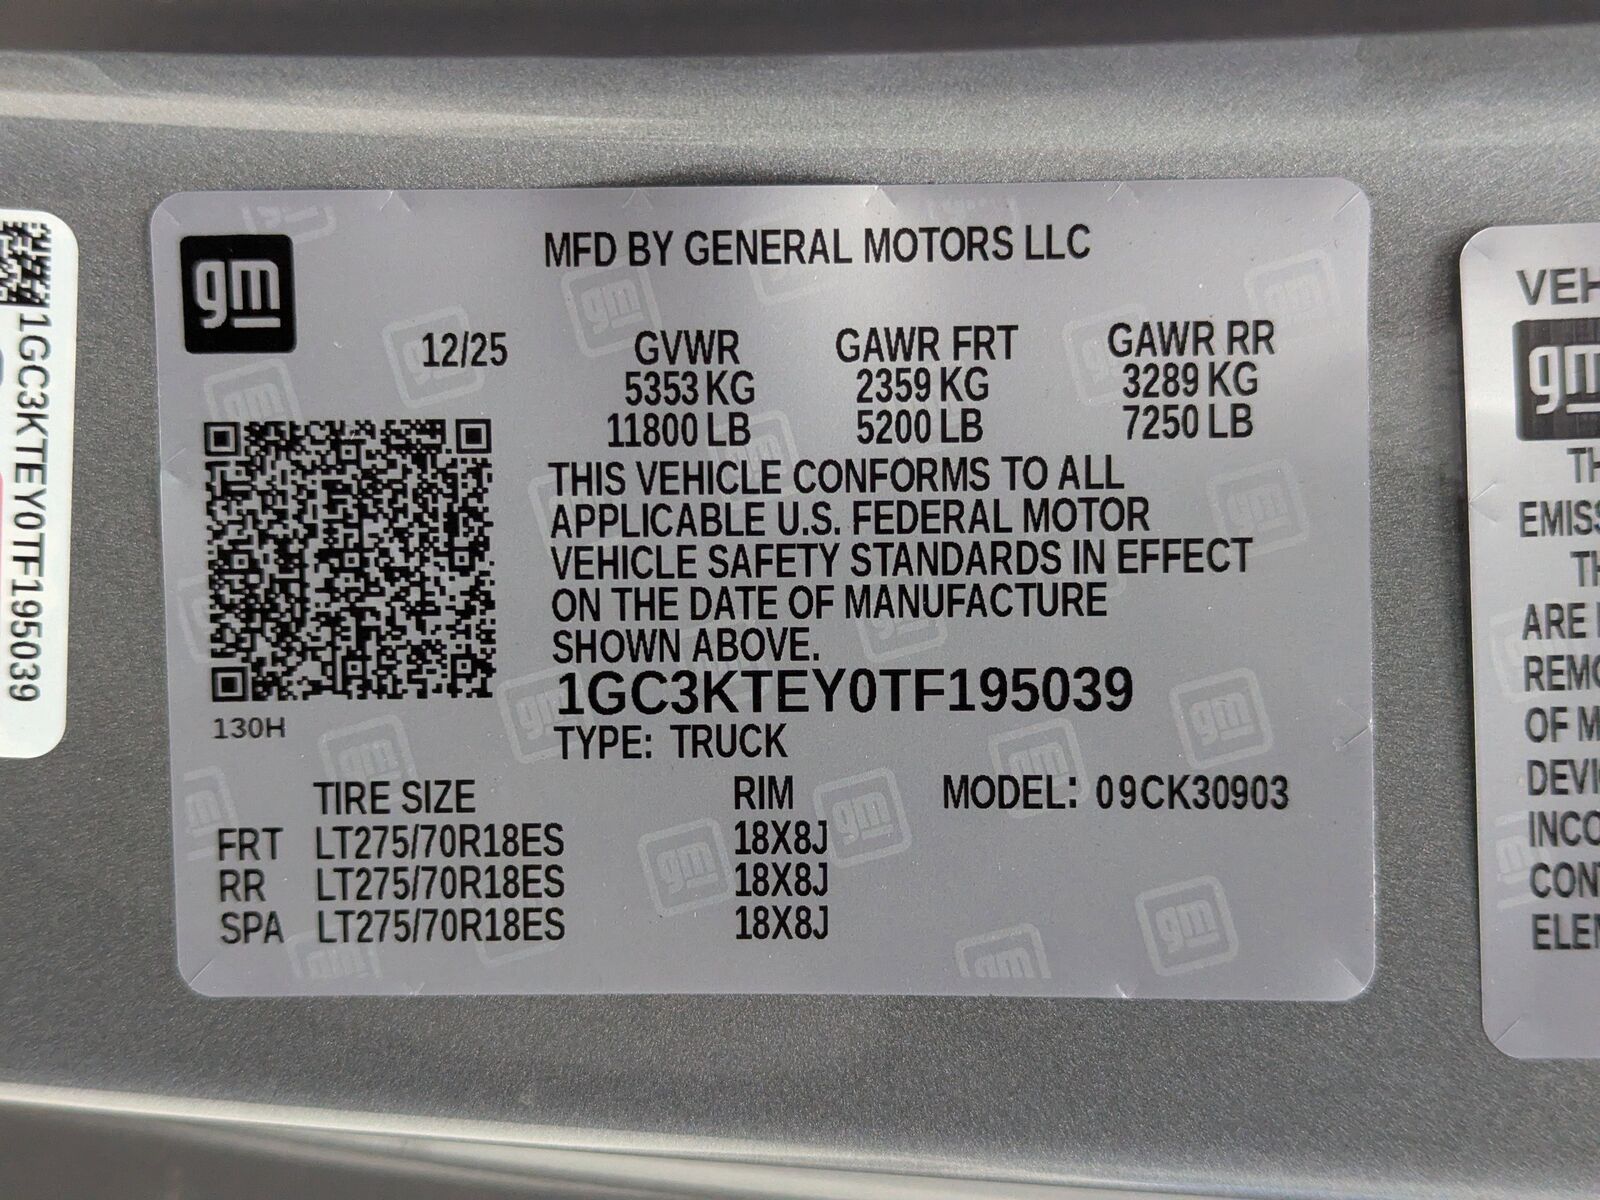 1GC3KTEY0TF195039
gm
MFD BY GENERAL MOTORS LLC
12/25
GVWR GAWR FRT GAWR RR
5353 KG 2359 KG 3289 KG
11800 LB 5200 LB 7250 LB
THIS VEHICLE CONFORMS TO ALL
APPLICABLE U.S. FEDERAL MOTOR
VEHICLE SAFETY STANDARDS IN EFFECT
ON THE DATE OF MANUFACTURE
SHOWN ABOVE.
1GC3KTEY0TF195039
130H
TYPE: TRUCK
TIRE SIZE RIM MODEL: 09CK30903
FRT LT275/70R18ES 18X8J
RR LT275/70R18ES 18X8J
SPA LT275/70R18ES 18X8J
gm
ARE
OF